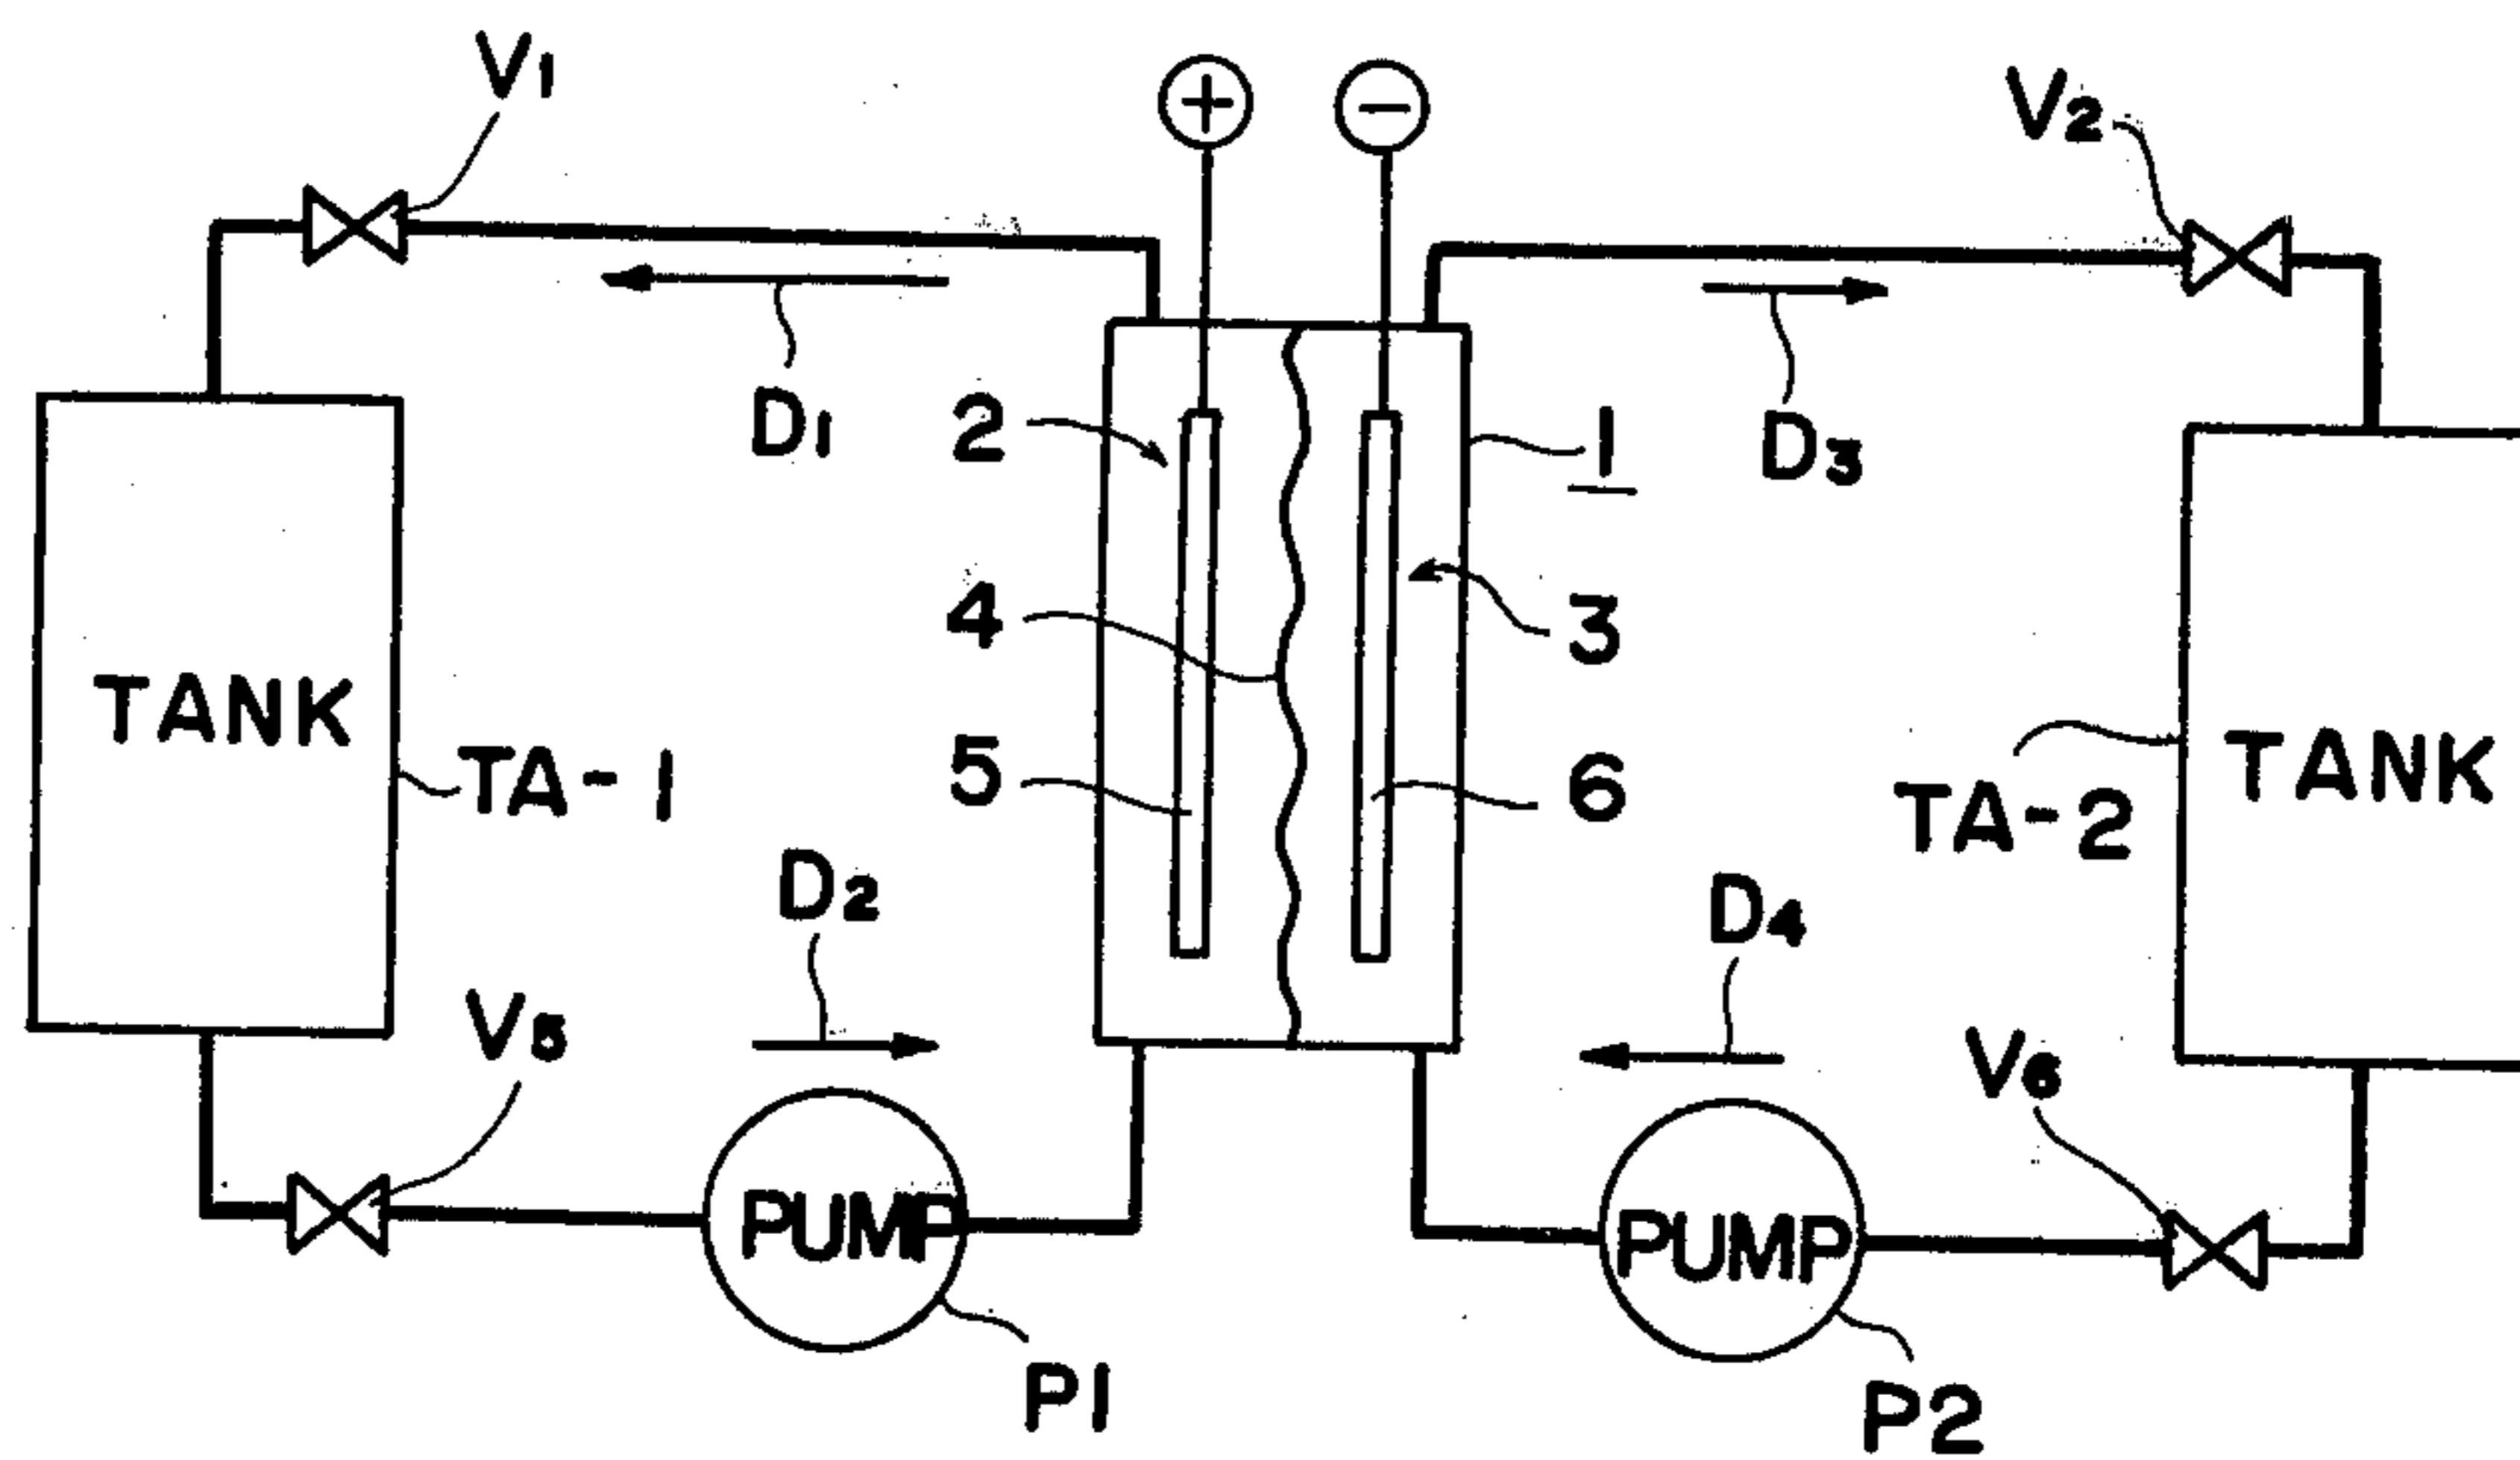 V1
+
−
V2
D1
2
1
D3
4
3
TANK
TA-1
5
6
TA-2
TANK
D2
D4
V5
V6
PUMP
PUMP
P1
P2